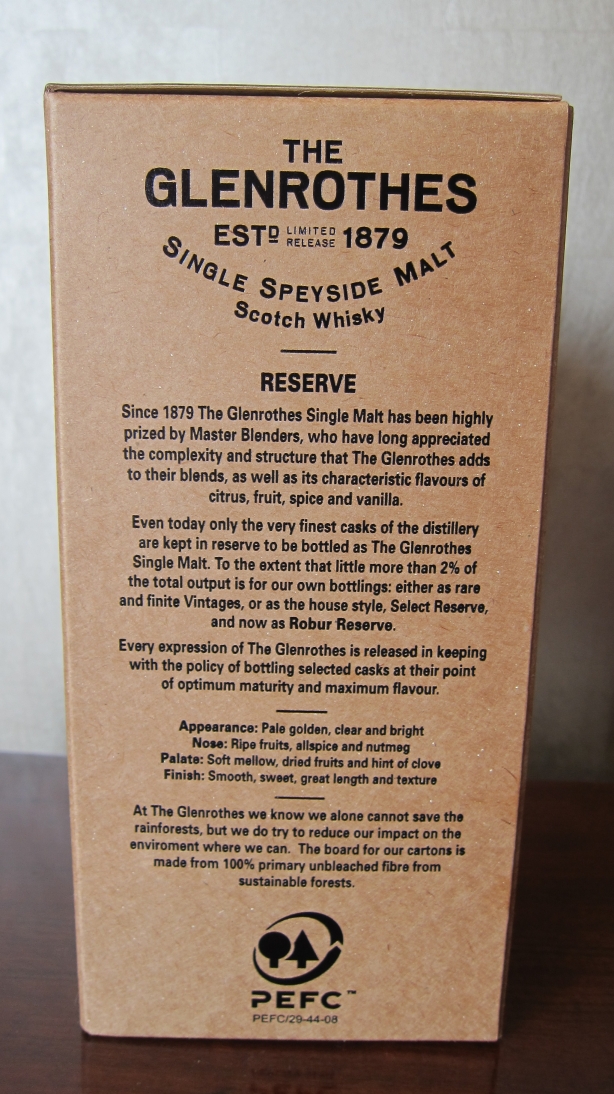 THE
GLENROTHES
ESTD LIMITED RELEASE 1879
SINGLE SPEYSIDE MALT
Scotch Whisky
RESERVE
Since 1879 The Glenrothes Single Malt has been highly
prized by Master Blenders, who have long appreciated
the complexity and structure that The Glenrothes adds
to their blends, as well as its characteristic flavours of
citrus, fruit, spice and vanilla.
Even today only the very finest casks of the distillery
are kept in reserve to be bottled as The Glenrothes
Single Malt. To the extent that little more than 2% of
the total output is for our own bottlings: either as rare
and finite Vintages, or as the house style, Select Reserve,
and now as Robur Reserve.
Every expression of The Glenrothes is released in keeping
with the policy of bottling selected casks at their point
of optimum maturity and maximum flavour.
Appearance: Pale golden, clear and bright
Nose: Ripe fruits, allspice and nutmeg
Palate: Soft mellow, dried fruits and hint of clove
Finish: Smooth, sweet, great length and texture
At The Glenrothes we know we alone cannot save the
rainforests, but we do try to reduce our impact on the
enviroment where we can. The board for our cartons is
made from 100% primary unbleached fibre from
sustainable forests.
PEFC™
PEFC/29-44-08